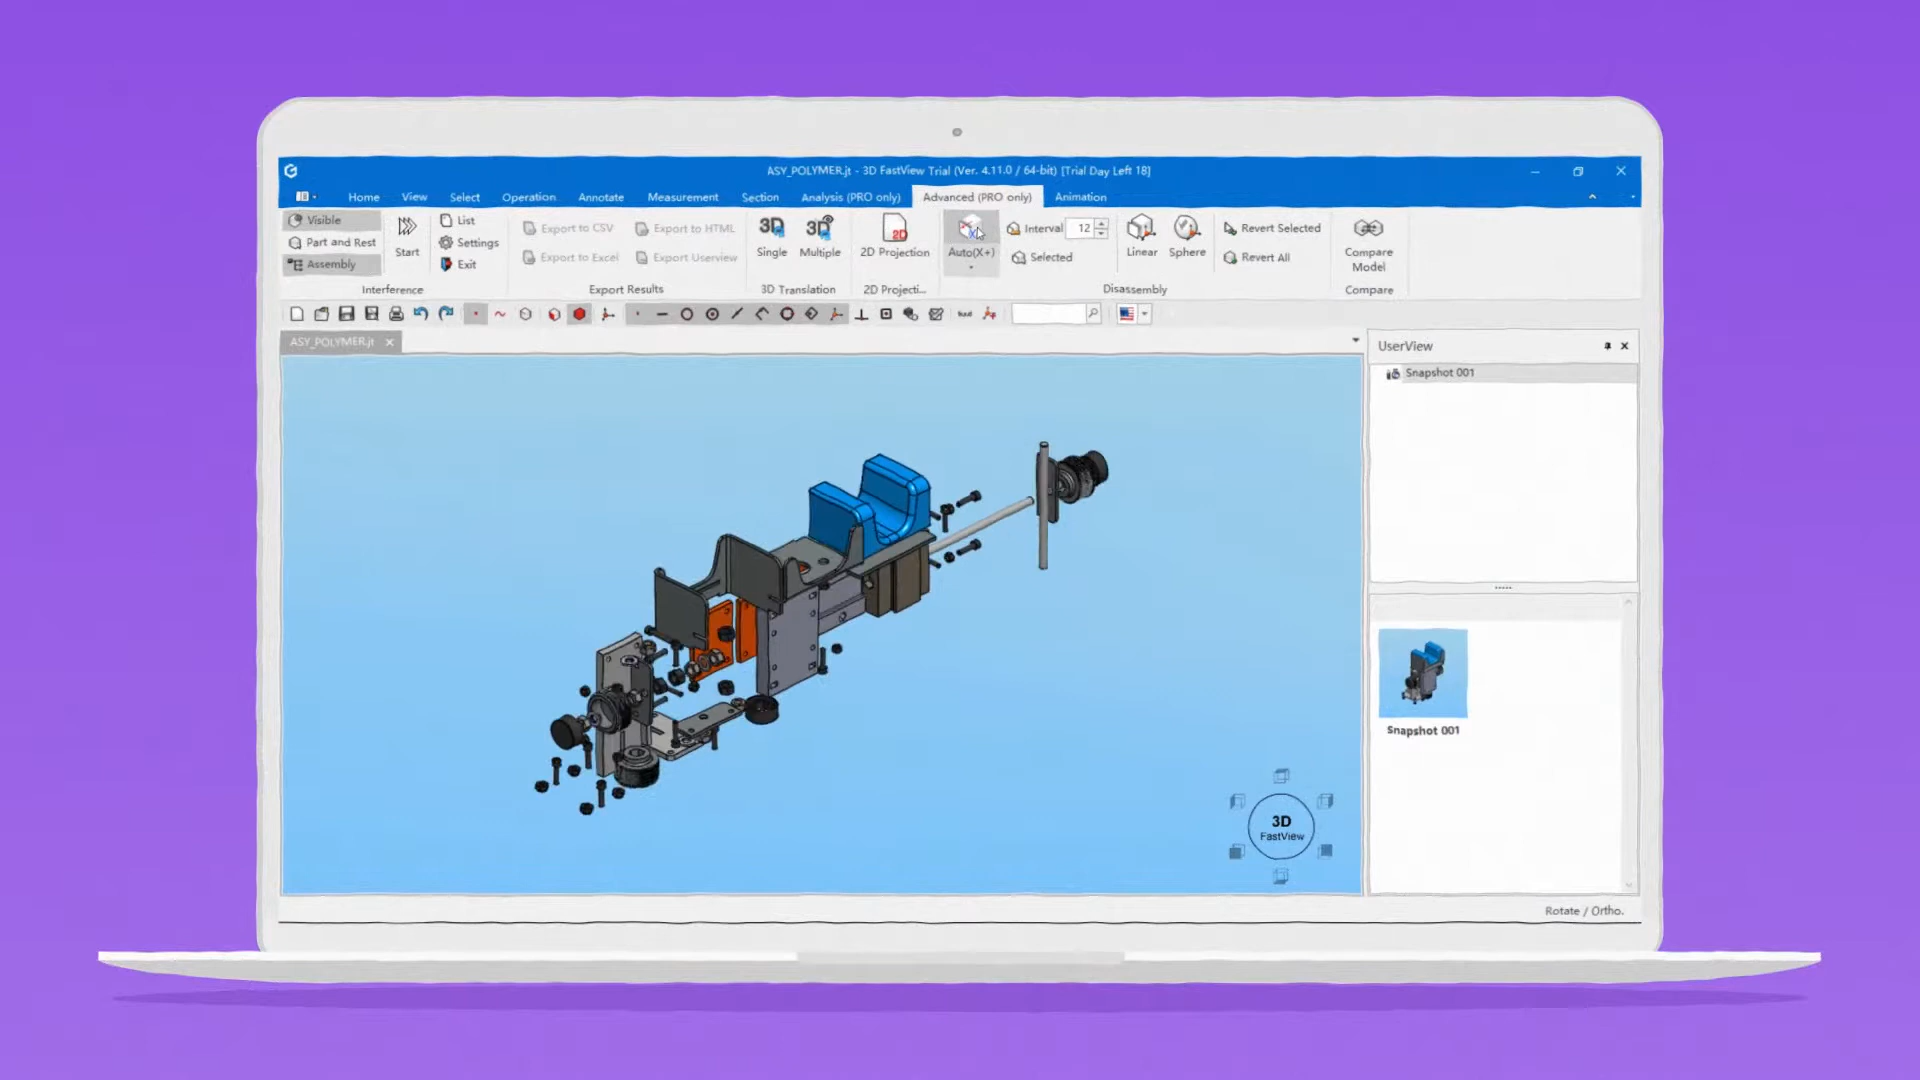 ASY_POLYMER.jt - 3D FastView Trial (Ver. 4.11.0 / 64-bit) [Trial Day Left 18]
Home View Select Operation Annotate Measurement Section Analysis (PRO only) Advanced (PRO only) Animation
Visible
Part and Rest
Assembly
Start
List
Settings
Exit
Interference
Export to CSV
Export to HTML
Export to Excel
Export Userview
Export Results
3D
Single
3D
Multiple
3D Translation
2D
2D Projection
2D Projecti...
Auto(X+)
Interval 12
Selected
Linear
Sphere
Revert Selected
Revert All
Disassembly
Compare
Model
Compare
ASY_POLYMER.jt
UserView
Snapshot 001
Snapshot 001
3D
FastView
Rotate / Ortho.